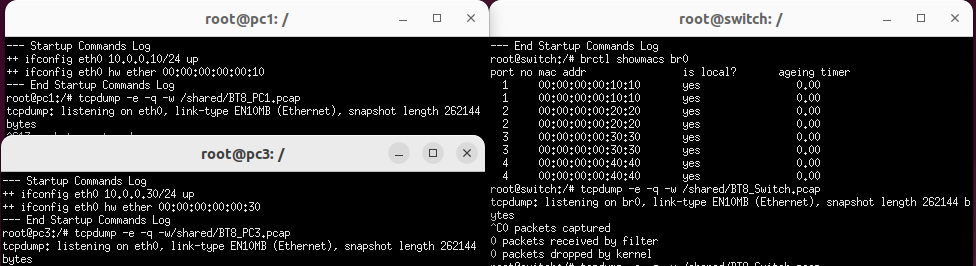 root@pc1: /
--- Startup Commands Log
++ ifconfig eth0 10.0.0.10/24 up
++ ifconfig eth0 hw ether 00:00:00:00:00:10
--- End Startup Commands Log
root@pc1:/# tcpdump -e -q -w /shared/BT8_PC1.pcap
tcpdump: listening on eth0, link-type EN10MB (Ethernet), snapshot length 262144
bytes
root@pc3: /
--- Startup Commands Log
++ ifconfig eth0 10.0.0.30/24 up
++ ifconfig eth0 hw ether 00:00:00:00:00:30
--- End Startup Commands Log
root@pc3:/# tcpdump -e -q -w/shared/BT8_PC3.pcap
tcpdump: listening on eth0, link-type EN10MB (Ethernet), snapshot length 262144
bytes
root@switch: /
--- End Startup Commands Log
root@switch:/# brctl showmacs br0
port no mac addr is local? ageing timer
1 00:00:00:00:10:10 yes 0.00
1 00:00:00:00:10:10 yes 0.00
2 00:00:00:00:20:20 yes 0.00
2 00:00:00:00:20:20 yes 0.00
3 00:00:00:00:30:30 yes 0.00
3 00:00:00:00:30:30 yes 0.00
4 00:00:00:00:40:40 yes 0.00
4 00:00:00:00:40:40 yes 0.00
root@switch:/# tcpdump -e -q -w /shared/BT8_Switch.pcap
tcpdump: listening on br0, link-type EN10MB (Ethernet), snapshot length 262144 b
ytes
^C0 packets captured
0 packets received by filter
0 packets dropped by kernel
root@switch:/# tcpdump -e -q -w /shared/BT8_Switch.pcap